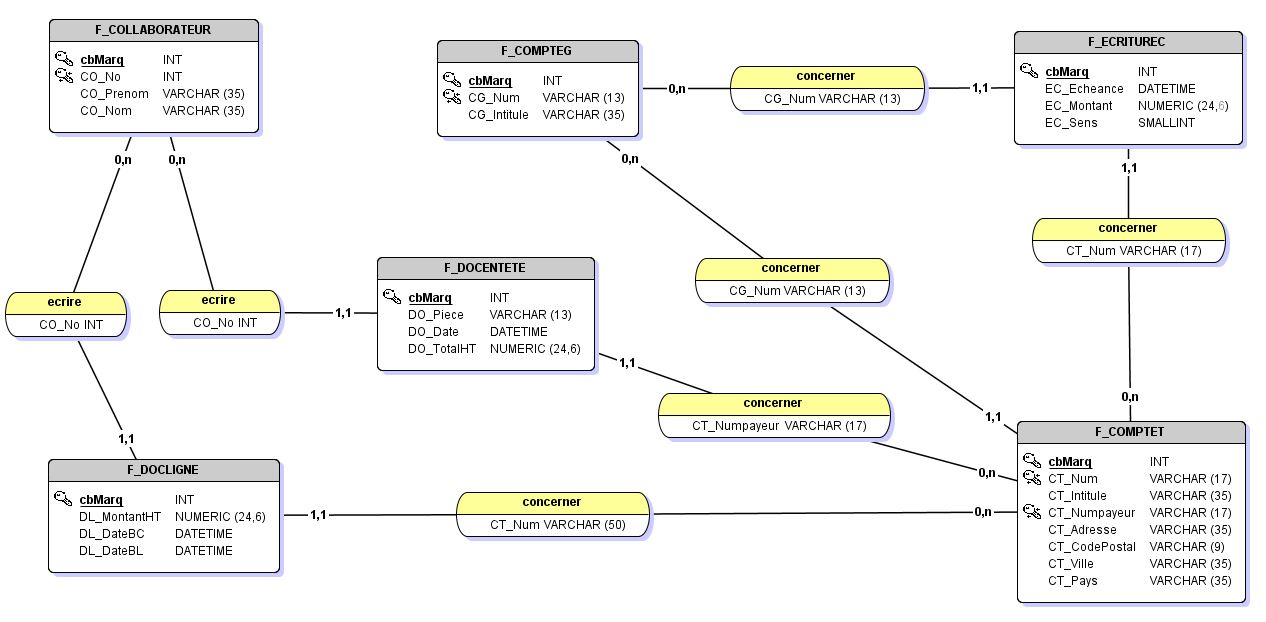 F_COLLABORATEUR
cbMarq INT
CO_No INT
CO_Prenom VARCHAR (35)
CO_Nom VARCHAR (35)
F_COMPTEG
cbMarq INT
CG_Num VARCHAR (13)
CG_Intitule VARCHAR (35)
0,n
concerner
CG_Num VARCHAR (13)
1,1
F_ECRITUREC
cbMarq INT
EC_Echeance DATETIME
EC_Montant NUMERIC (24,6)
EC_Sens SMALLINT
0,n
0,n
0,n
1,1
concerner
CT_Num VARCHAR (17)
ecrire
CO_No INT
ecrire
CO_No INT
1,1
F_DOCENTETE
cbMarq INT
DO_Piece VARCHAR (13)
DO_Date DATETIME
DO_TotalHT NUMERIC (24,6)
concerner
CG_Num VARCHAR (13)
1,1
concerner
CT_Numpayeur VARCHAR (17)
0,n
1,1
0,n
1,1
F_DOCLIGNE
cbMarq INT
DL_MontantHT NUMERIC (24,6)
DL_DateBC DATETIME
DL_DateBL DATETIME
1,1
concerner
CT_Num VARCHAR (50)
0,n
F_COMPTET
cbMarq INT
CT_Num VARCHAR (17)
CT_Intitule VARCHAR (35)
CT_Numpayeur VARCHAR (17)
CT_Adresse VARCHAR (35)
CT_CodePostal VARCHAR (9)
CT_Ville VARCHAR (35)
CT_Pays VARCHAR (35)